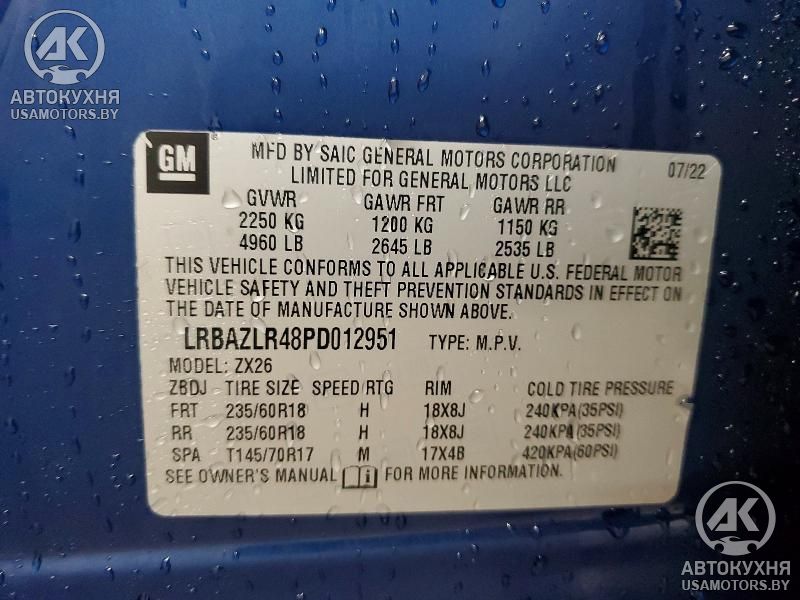 АК
АВТОКУХНЯ
USAMOTORS.BY
GM
MFD BY SAIC GENERAL MOTORS CORPORATION
LIMITED FOR GENERAL MOTORS LLC
07/22
GVWR GAWR FRT GAWR RR
2250 KG 1200 KG 1150 KG
4960 LB 2645 LB 2535 LB
THIS VEHICLE CONFORMS TO ALL APPLICABLE U.S. FEDERAL MOTOR
VEHICLE SAFETY AND THEFT PREVENTION STANDARDS IN EFFECT ON
THE DATE OF MANUFACTURE SHOWN ABOVE.
LRBAZLR48PD012951 TYPE: M.P.V.
MODEL: ZX26
ZBDJ TIRE SIZE SPEED/RTG RIM COLD TIRE PRESSURE
FRT 235/60R18 H 18X8J 240KPA(35PSI)
RR 235/60R18 H 18X8J 240KPA(35PSI)
SPA T145/70R17 M 17X4B 420KPA(60PSI)
SEE OWNER'S MANUAL FOR MORE INFORMATION.
АК
АВТОКУХНЯ
USAMOTORS.BY